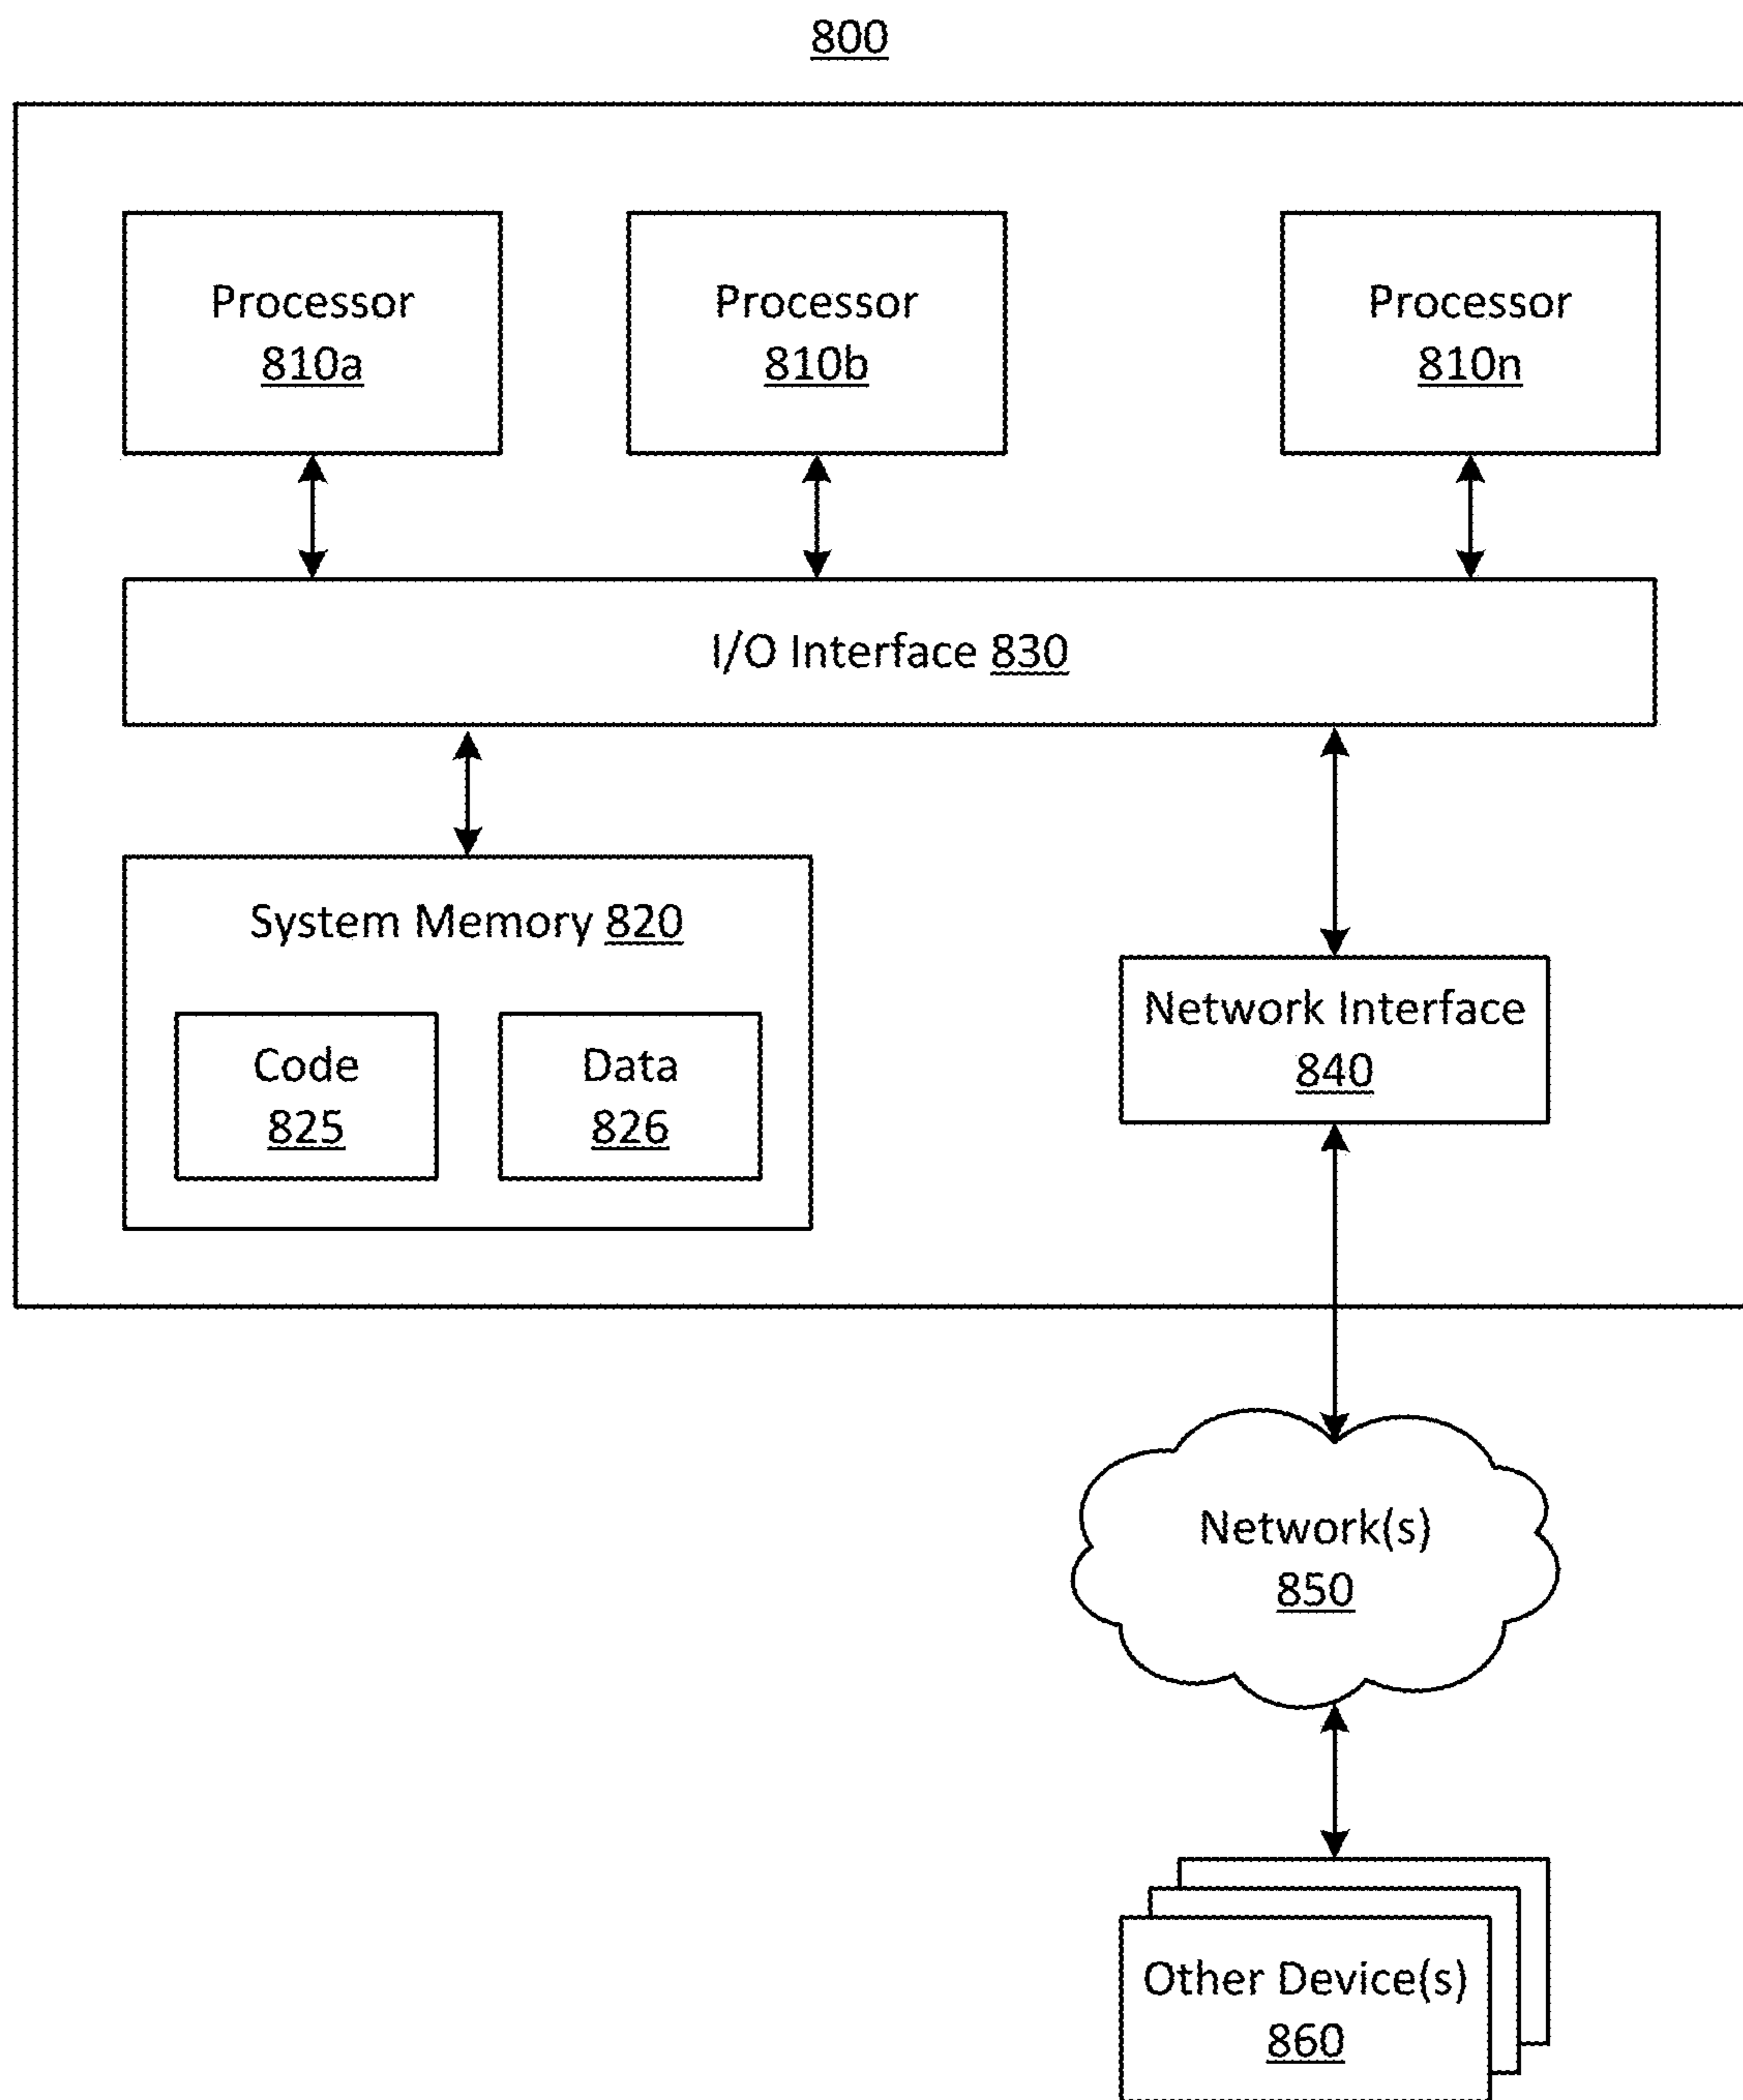 800
Processor
810a
Processor
810b
Processor
810n
I/O Interface 830
System Memory 820
Code
825
Data
826
Network Interface
840
Network(s)
850
Other Device(s)
860